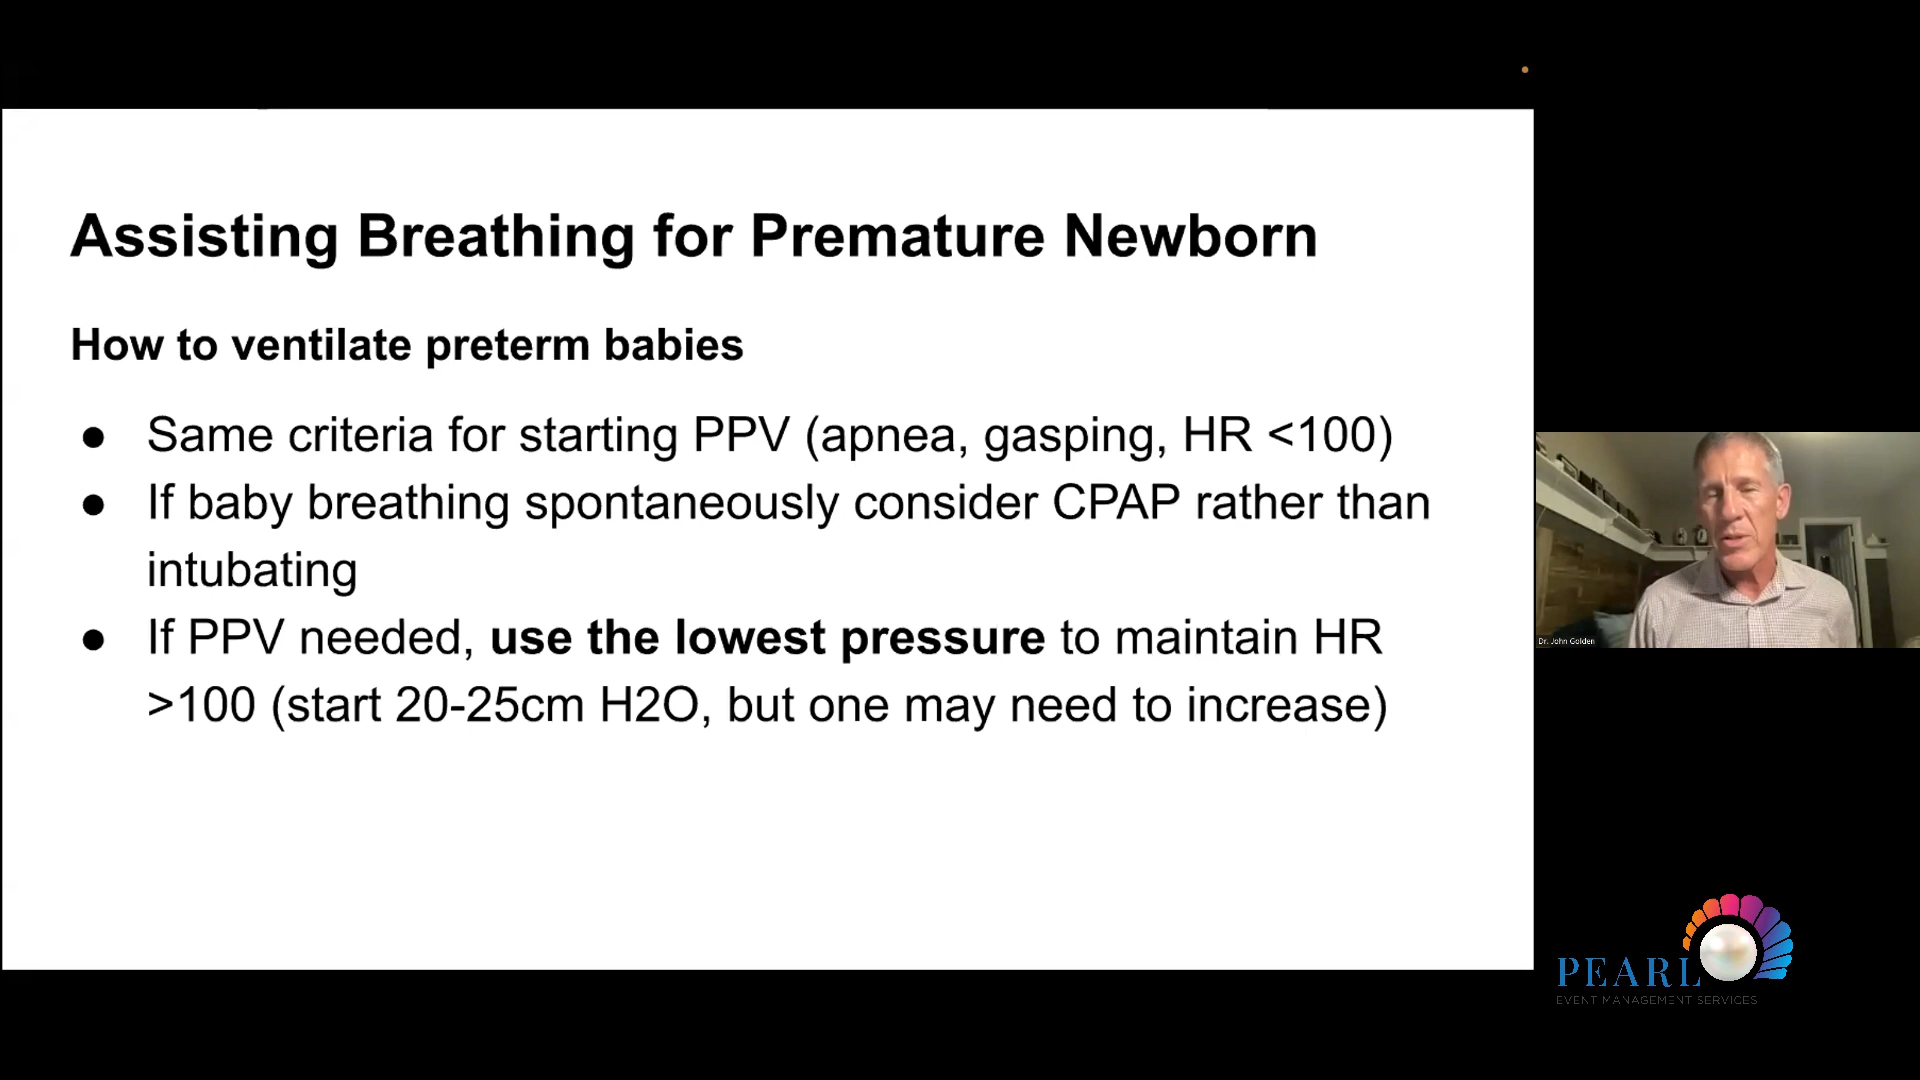 Assisting Breathing for Premature Newborn
How to ventilate preterm babies
● Same criteria for starting PPV (apnea, gasping, HR <100)
● If baby breathing spontaneously consider CPAP rather than
intubating
● If PPV needed, use the lowest pressure to maintain HR
>100 (start 20-25cm H2O, but one may need to increase)
Dr. John Golden
PEARL
EVENT MANAGEMENT SERVICES